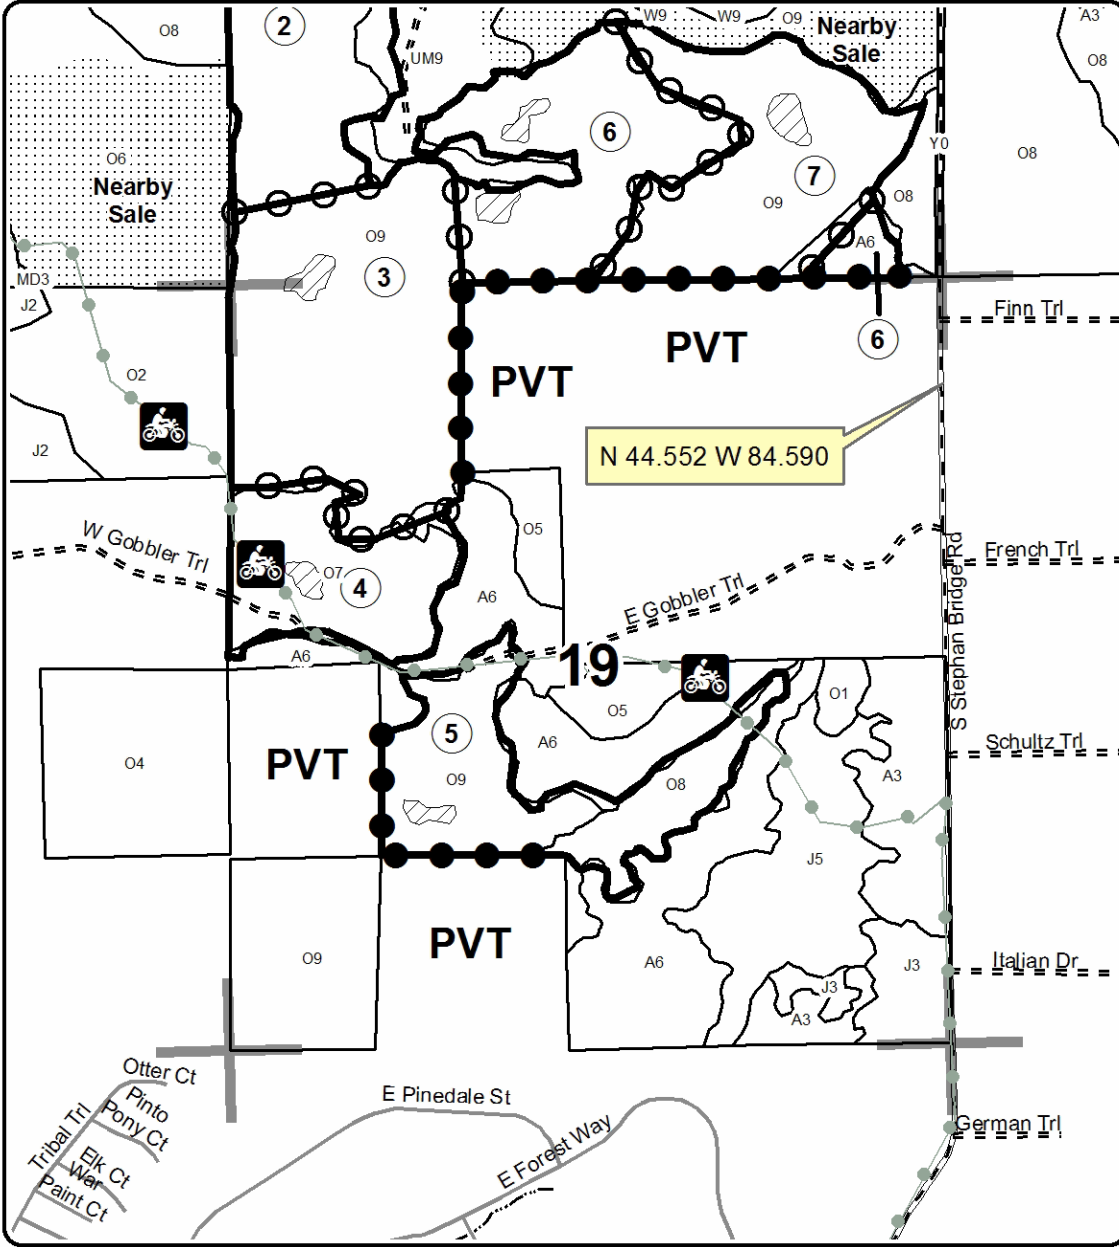 2
O8
W9
W9
O9
A3
Nearby
Sale
UM9
O8
6
Y0
O6
Nearby
Sale
O8
7
O9
O8
O9
A6
3
MD3
J2
Finn Trl
6
PVT
PVT
O2
J2
N 44.552 W 84.590
O5
W Gobbler Trl
French Trl
O7
4
A6
E Gobbler Trl
S Stephan Bridge Rd
A6
19
O5
O1
5
A6
Schultz Trl
PVT
O4
O9
O8
A3
J5
PVT
O9
A6
J3
Italian Dr
J3
A3
Otter Ct
Pinto
Pony Ct
Tribal Trl
Elk Ct
War
Paint Ct
E Pinedale St
E Forest Way
German Trl